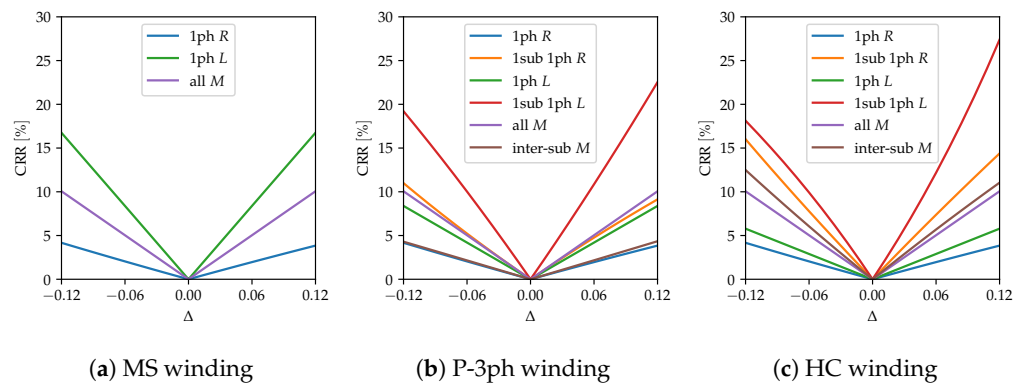 30
25
20
15
10
5
0
CRR [%]
−0.12 −0.06 0.00 0.06 0.12
Δ
1ph R
1ph L
all M
(a) MS winding
30
25
20
15
10
5
0
CRR [%]
−0.12 −0.06 0.00 0.06 0.12
Δ
1ph R
1sub 1ph R
1ph L
1sub 1ph L
all M
inter-sub M
(b) P-3ph winding
30
25
20
15
10
5
0
CRR [%]
−0.12 −0.06 0.00 0.06 0.12
Δ
1ph R
1sub 1ph R
1ph L
1sub 1ph L
all M
inter-sub M
(c) HC winding